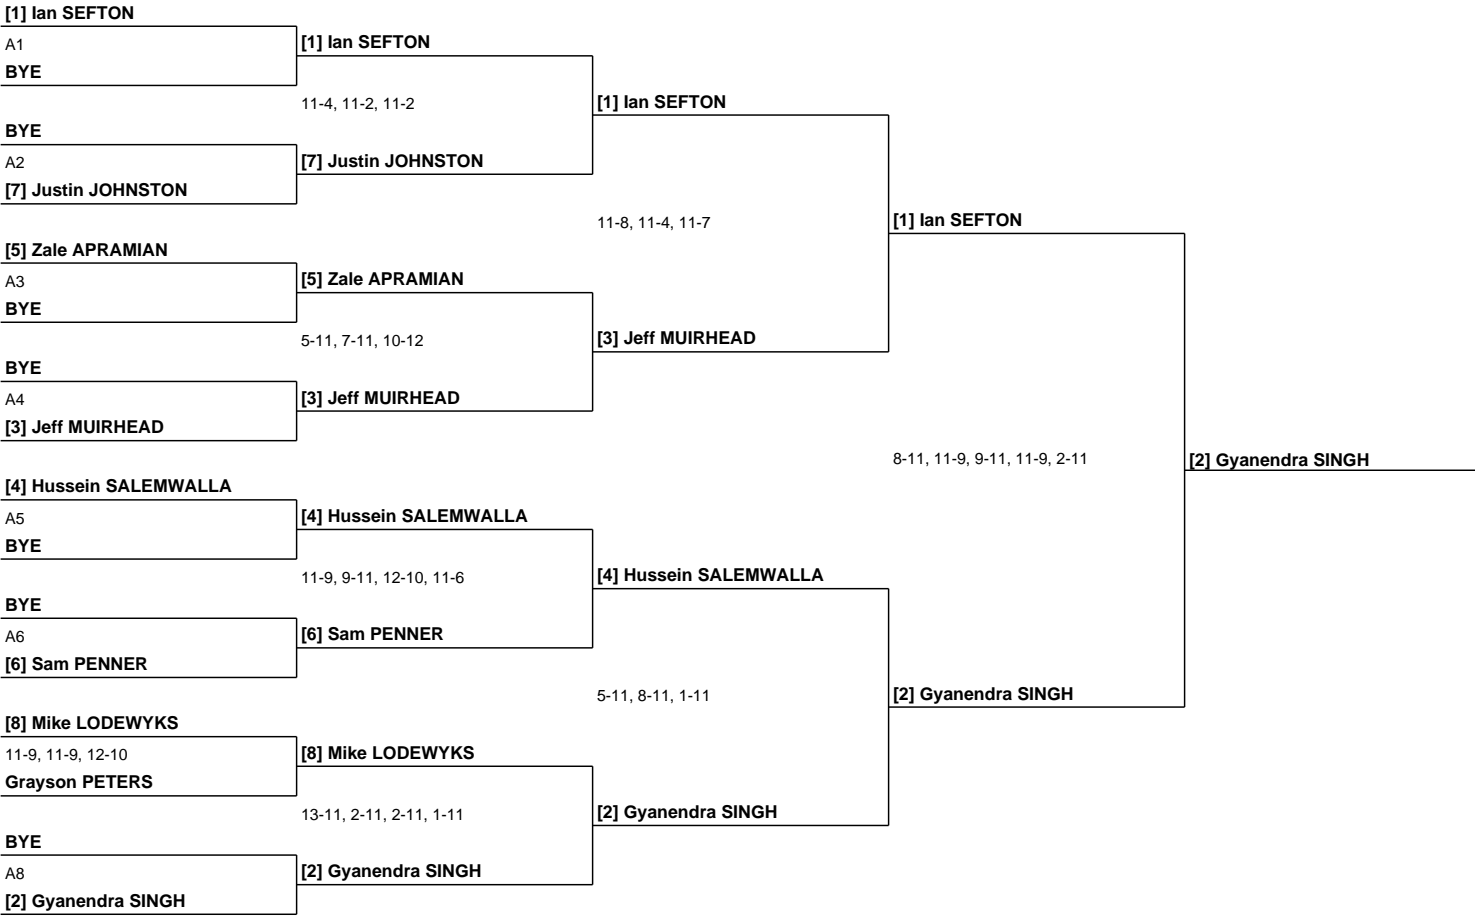 [1] Ian SEFTON
A1
BYE
BYE
A2
[7] Justin JOHNSTON
[5] Zale APRAMIAN
A3
BYE
BYE
A4
[3] Jeff MUIRHEAD
[4] Hussein SALEMWALLA
A5
BYE
BYE
A6
[6] Sam PENNER
[8] Mike LODEWYKS
11-9, 11-9, 12-10
Grayson PETERS
BYE
A8
[2] Gyanendra SINGH
[1] Ian SEFTON
11-4, 11-2, 11-2
[7] Justin JOHNSTON
[5] Zale APRAMIAN
5-11, 7-11, 10-12
[3] Jeff MUIRHEAD
[4] Hussein SALEMWALLA
11-9, 9-11, 12-10, 11-6
[6] Sam PENNER
[8] Mike LODEWYKS
13-11, 2-11, 2-11, 1-11
[2] Gyanendra SINGH
[1] Ian SEFTON
11-8, 11-4, 11-7
[3] Jeff MUIRHEAD
[4] Hussein SALEMWALLA
5-11, 8-11, 1-11
[2] Gyanendra SINGH
[1] Ian SEFTON
8-11, 11-9, 9-11, 11-9, 2-11
[2] Gyanendra SINGH
[2] Gyanendra SINGH